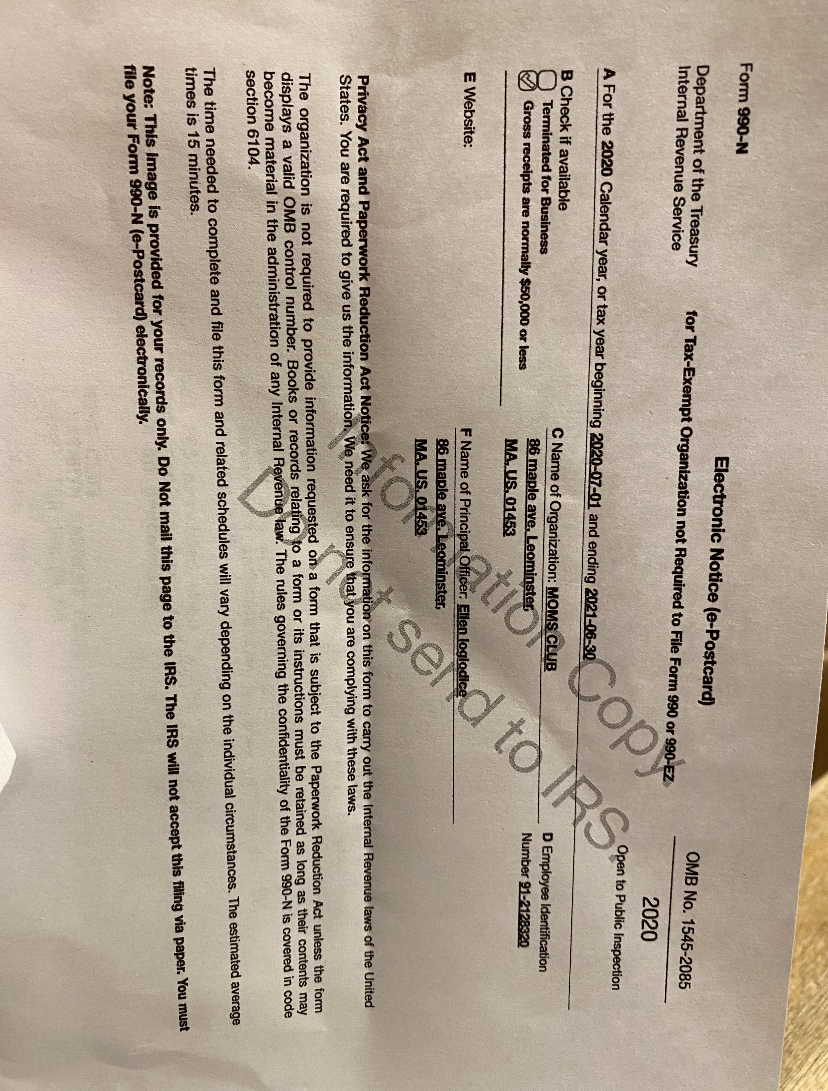 Form 990-N
Department of the Treasury
Internal Revenue Service
Electronic Notice (e-Postcard)
for Tax-Exempt Organization not Required to File Form 990 or 990-EZ
OMB No. 1545-2085
2020
Open to Public Inspection
A For the 2020 Calendar year, or tax year beginning 2020-07-01 and ending 2021-06-30
B Check if available
Terminated for Business
Gross receipts are normally $50,000 or less
C Name of Organization: MOMS CLUB
86 maple ave, Leominster,
MA, US, 01453
D Employee Identification
Number 91-2128320
E Website:
F Name of Principal Officer: Ellen Iogiodice
86 maple ave, Leominster,
MA, US, 01453
Privacy Act and Paperwork Reduction Act Notice: We ask for the information on this form to carry out the Internal Revenue laws of the United
States. You are required to give us the information. We need it to ensure that you are complying with these laws.
The organization is not required to provide information requested on a form that is subject to the Paperwork Reduction Act unless the form
displays a valid OMB control number. Books or records relating to a form or its instructions must be retained as long as their contents may
become material in the administration of any Internal Revenue law. The rules governing the confidentiality of the Form 990-N is covered in code
section 6104.
The time needed to complete and file this form and related schedules will vary depending on the individual circumstances. The estimated average
times is 15 minutes.
Note: This image is provided for your records only. Do Not mail this page to the IRS. The IRS will not accept this filing via paper. You must
file your Form 990-N (e-Postcard) electronically.
Information Copy.
Do not send to IRS.